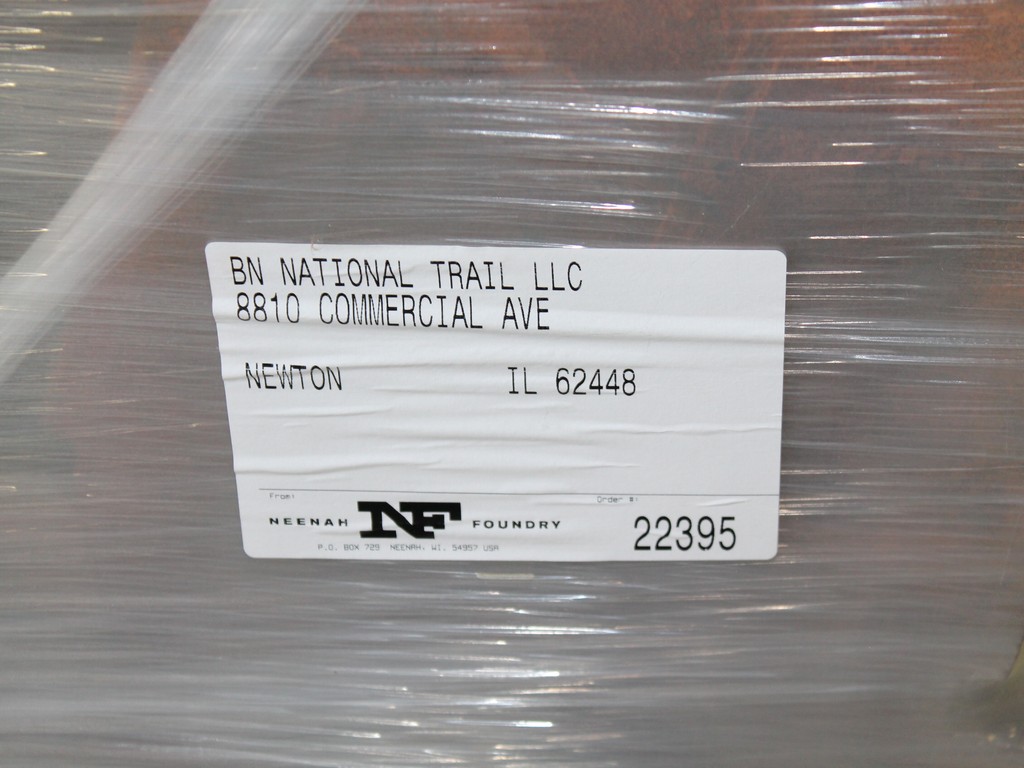 BN NATIONAL TRAIL LLC
8810 COMMERCIAL AVE
NEWTON IL 62448
From: Order #:
NEENAH NF FOUNDRY 22395
P.O. BOX 729 NEENAH, WI. 54957 USA